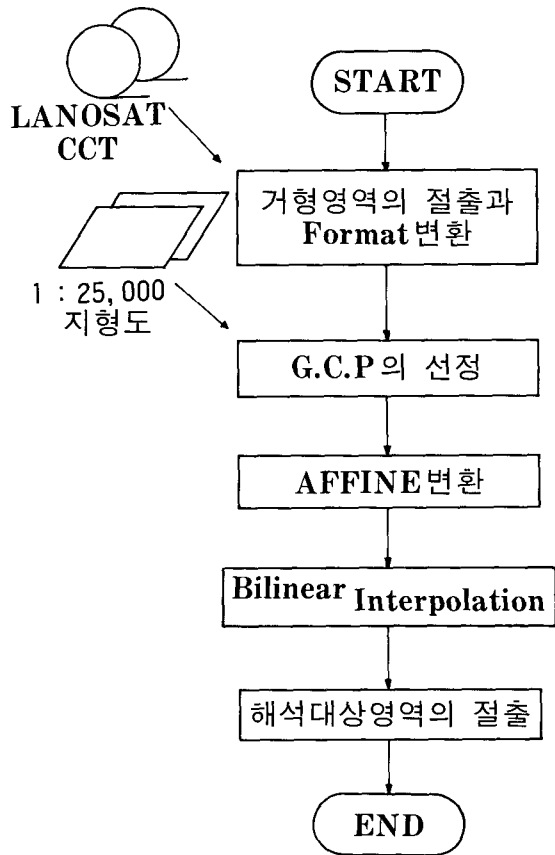 LANOSAT
CCT
START
거형영역의 절출과
Format변환
1 : 25,000
지형도
G.C.P의 선정
AFFINE변환
Bilinear Interpolation
해석대상영역의 절출
END